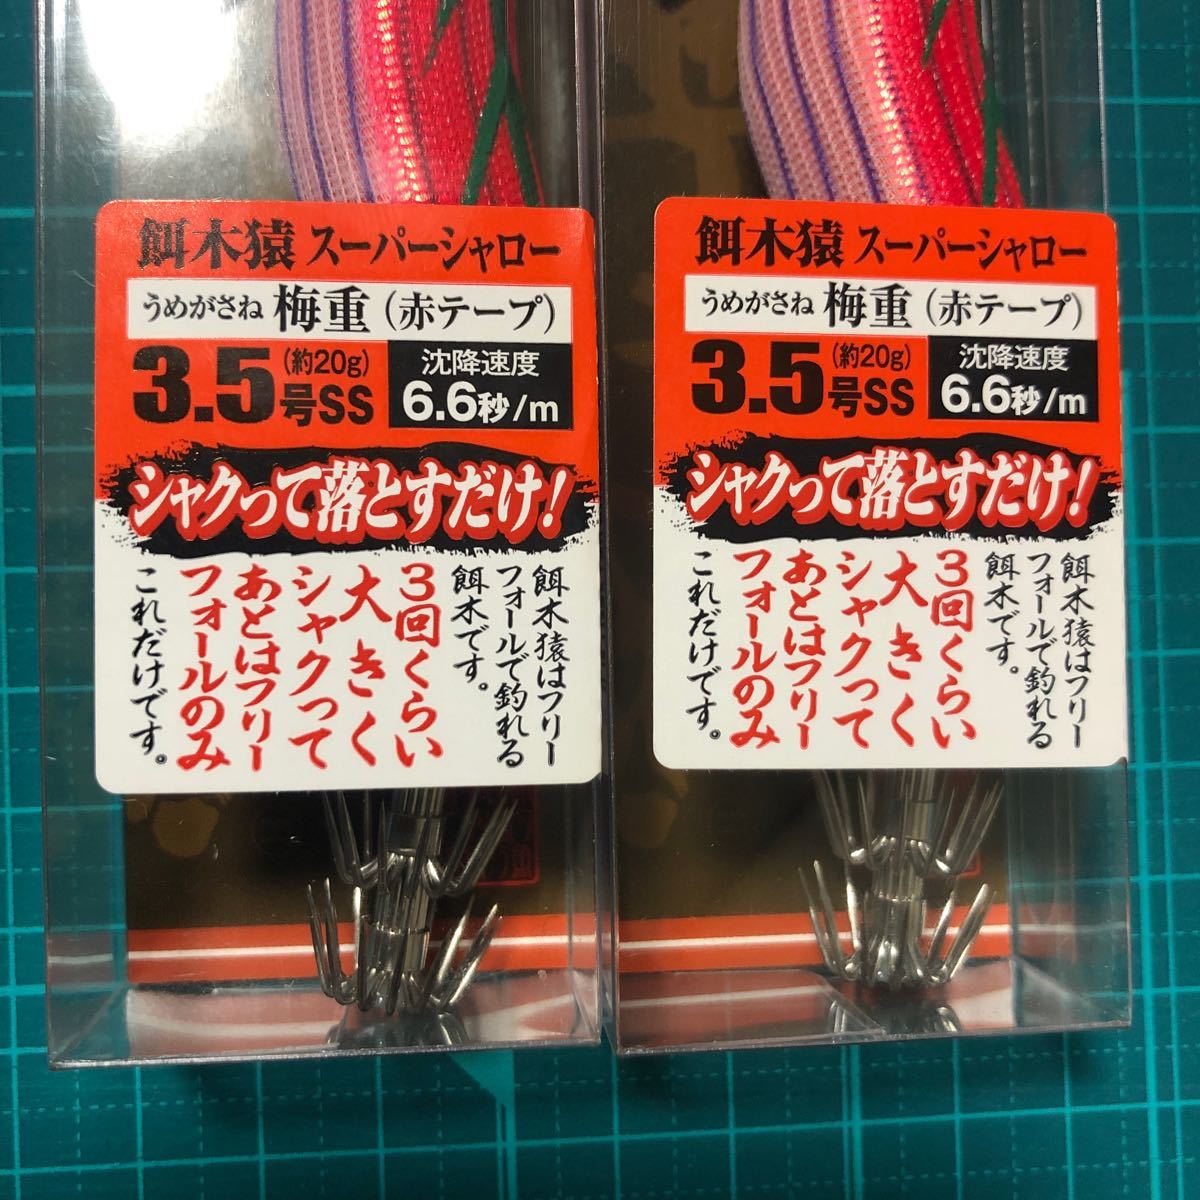 餌木猿 スーパーシャロー
うめがさね 梅重(赤テープ)
3.5号SS (約20g)
沈降速度
6.6秒/m
シャクって落とすだけ!
餌木猿はフリー
フォールで釣れる
餌木です。
3回くらい
大きく
シャクって
あとはフリー
フォールのみ
これだけです。
餌木猿 スーパーシャロー
うめがさね 梅重(赤テープ)
3.5号SS (約20g)
沈降速度
6.6秒/m
シャクって落とすだけ!
餌木猿はフリー
フォールで釣れる
餌木です。
3回くらい
大きく
シャクって
あとはフリー
フォールのみ
これだけです。